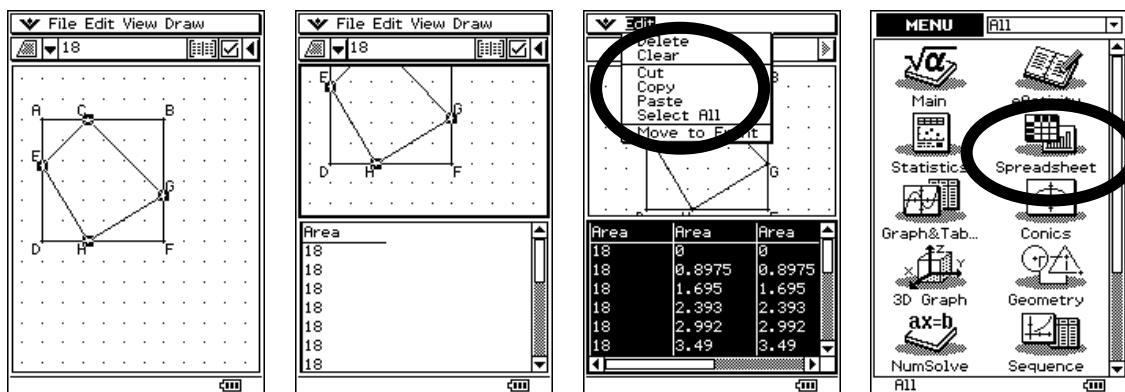 File Edit View Draw
18
A C B
E
G
D H F
File Edit View Draw
18
E
G
D H F
Area
18
18
18
18
18
18
18
Edit
Delete
Clear
Cut
Copy
Paste
Select All
Move to Front
B
G
Area Area Area
18 0 0
18 0.8975 0.8975
18 1.695 1.695
18 2.393 2.393
18 2.992 2.992
18 3.49 3.49
MENU All
Main eActivity
Statistics Spreadsheet
Graph&Tab... Conics
3D Graph Geometry
NumSolve Sequence
All